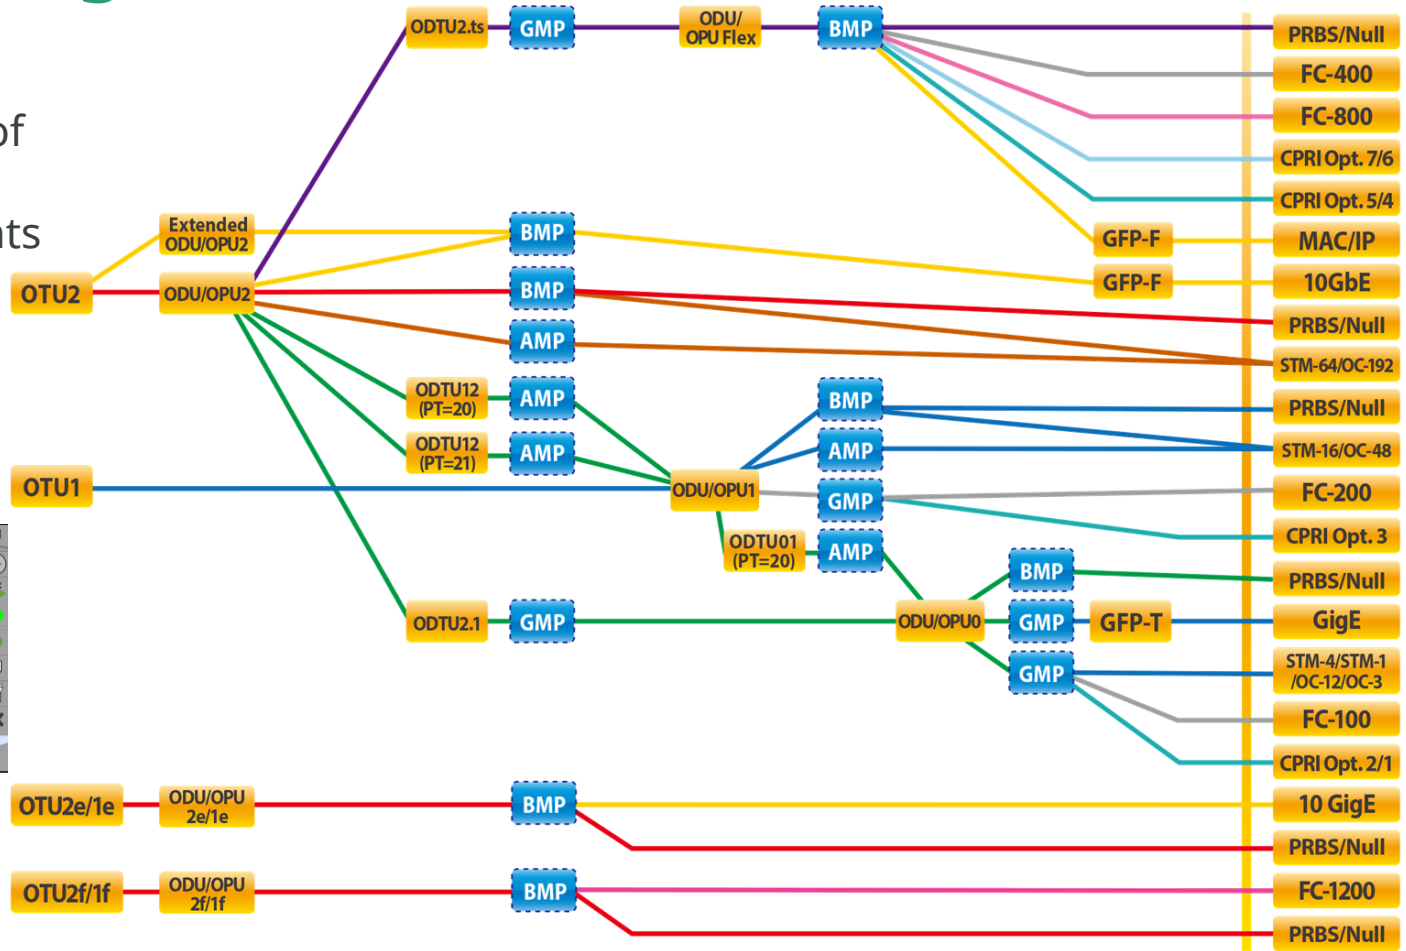 ODTU2.ts
GMP
ODU/
OPU Flex
BMP
PRBS/Null
FC-400
FC-800
of
CPRI Opt. 7/6
CPRI Opt. 5/4
Extended
ODU/OPU2
BMP
GFP-F
MAC/IP
OTU2
ODU/OPU2
BMP
GFP-F
10GbE
PRBS/Null
AMP
STM-64/OC-192
ODTU12
(PT=20)
AMP
BMP
PRBS/Null
ODTU12
(PT=21)
AMP
AMP
STM-16/OC-48
OTU1
ODU/OPU1
GMP
FC-200
CPRI Opt. 3
ODTU01
(PT=20)
AMP
BMP
PRBS/Null
ODTU2.1
GMP
ODU/OPU0
GMP
GFP-T
GigE
GMP
STM-4/STM-1
/OC-12/OC-3
FC-100
CPRI Opt. 2/1
OTU2e/1e
ODU/OPU
2e/1e
BMP
10 GigE
PRBS/Null
OTU2f/1f
ODU/OPU
2f/1f
BMP
FC-1200
PRBS/Null